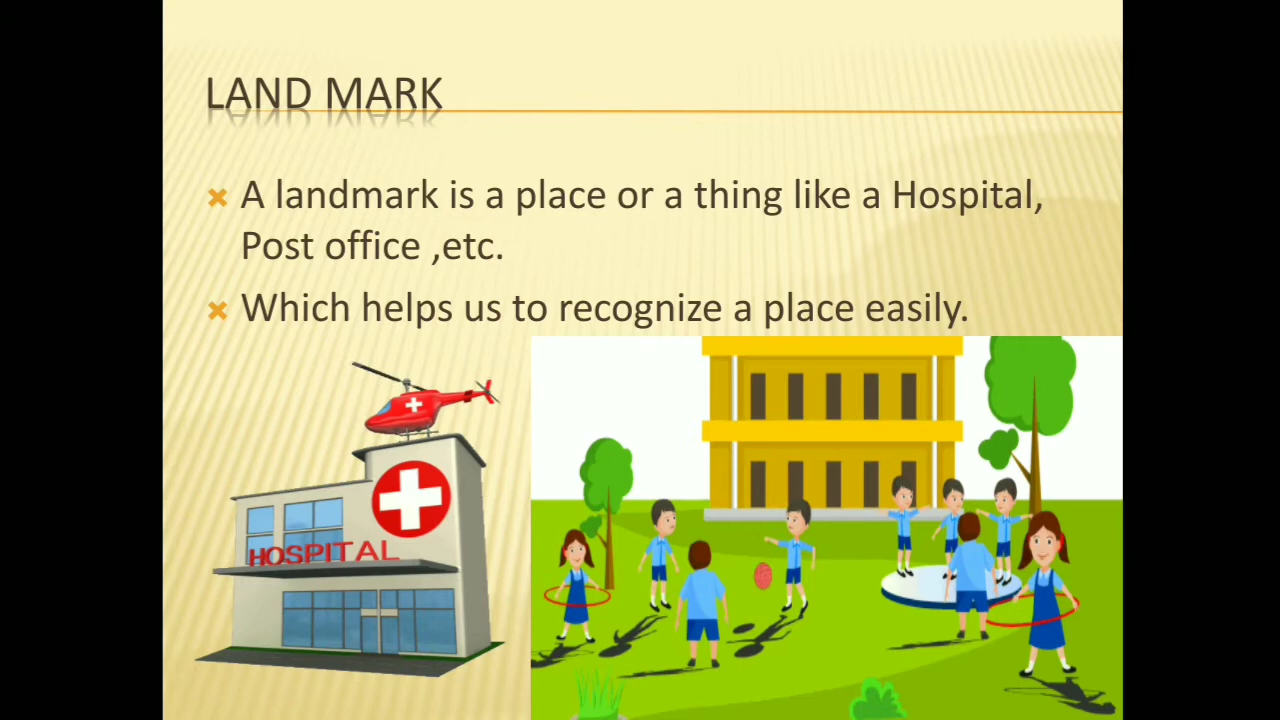 LAND MARK
A landmark is a place or a thing like a Hospital,
Post office ,etc.
Which helps us to recognize a place easily.
HOSPITAL